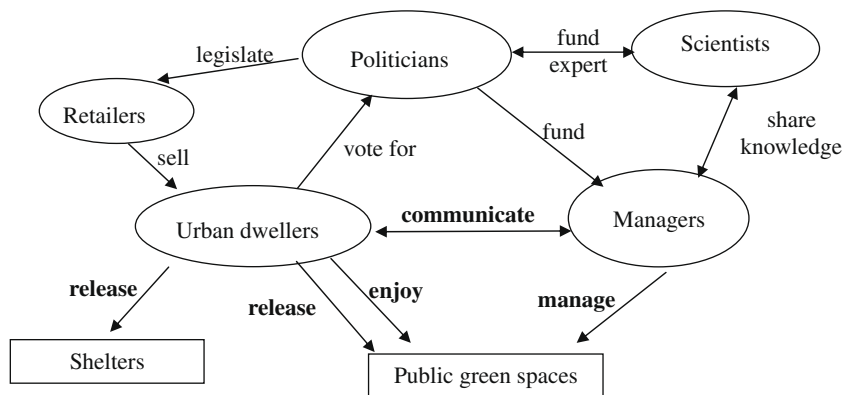 legislate
Politicians
fund
expert
Scientists
Retailers
sell
vote for
fund
share
knowledge
Urban dwellers
communicate
Managers
release
release
enjoy
manage
Shelters
Public green spaces